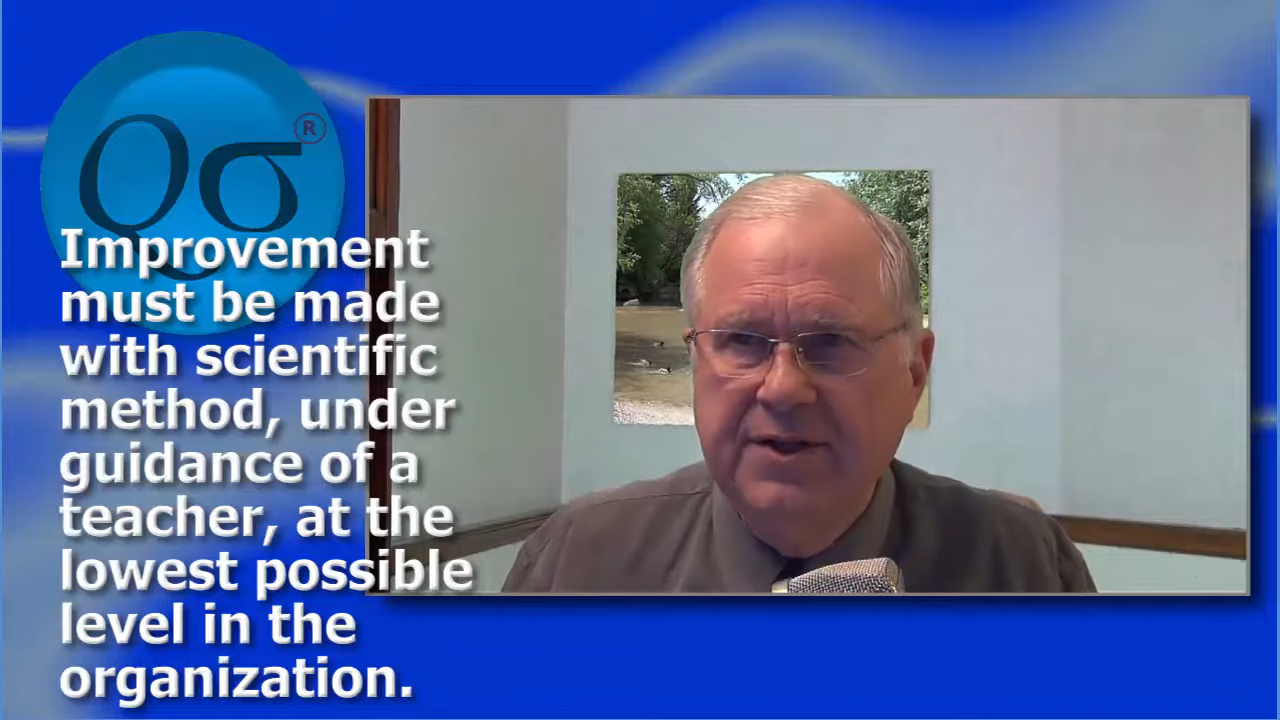 Qσ®
Improvement
must be made
with scientific
method, under
guidance of a
teacher, at the
lowest possible
level in the
organization.